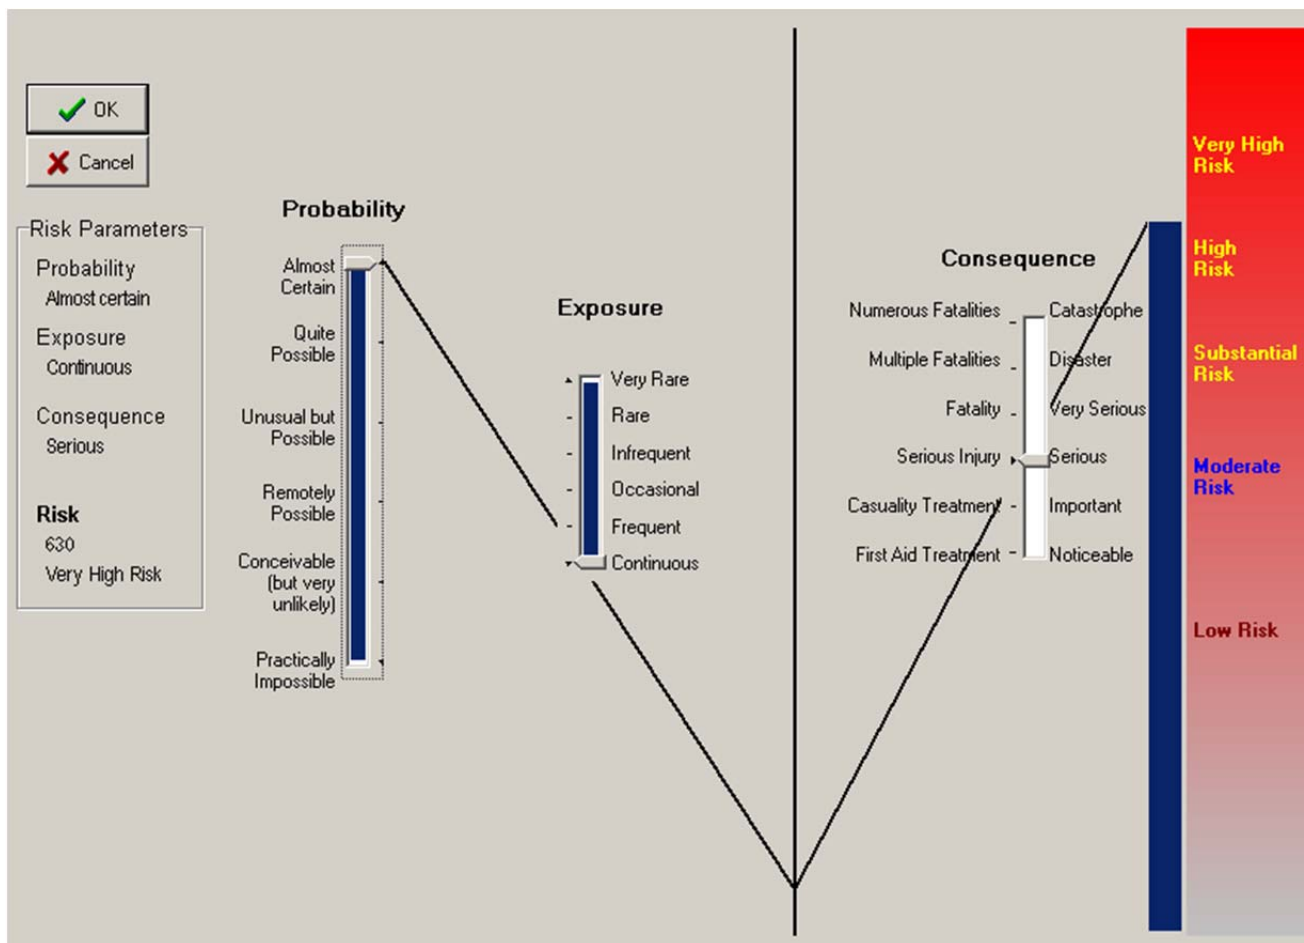 OK
Cancel
Risk Parameters
Probability
Almost certain
Exposure
Continuous
Consequence
Serious
Risk
630
Very High Risk
Probability
Almost
Certain
Quite
Possible
Unusual but
Possible
Remotely
Possible
Conceivable
(but very
unlikely)
Practically
Impossible
Exposure
Very Rare
Rare
Infrequent
Occasional
Frequent
Continuous
Consequence
Numerous Fatalities
Catastrophe
Multiple Fatalities
Disaster
Fatality
Very Serious
Serious Injury
Serious
Casuality Treatment
Important
First Aid Treatment
Noticeable
Very High
Risk
High
Risk
Substantial
Risk
Moderate
Risk
Low Risk